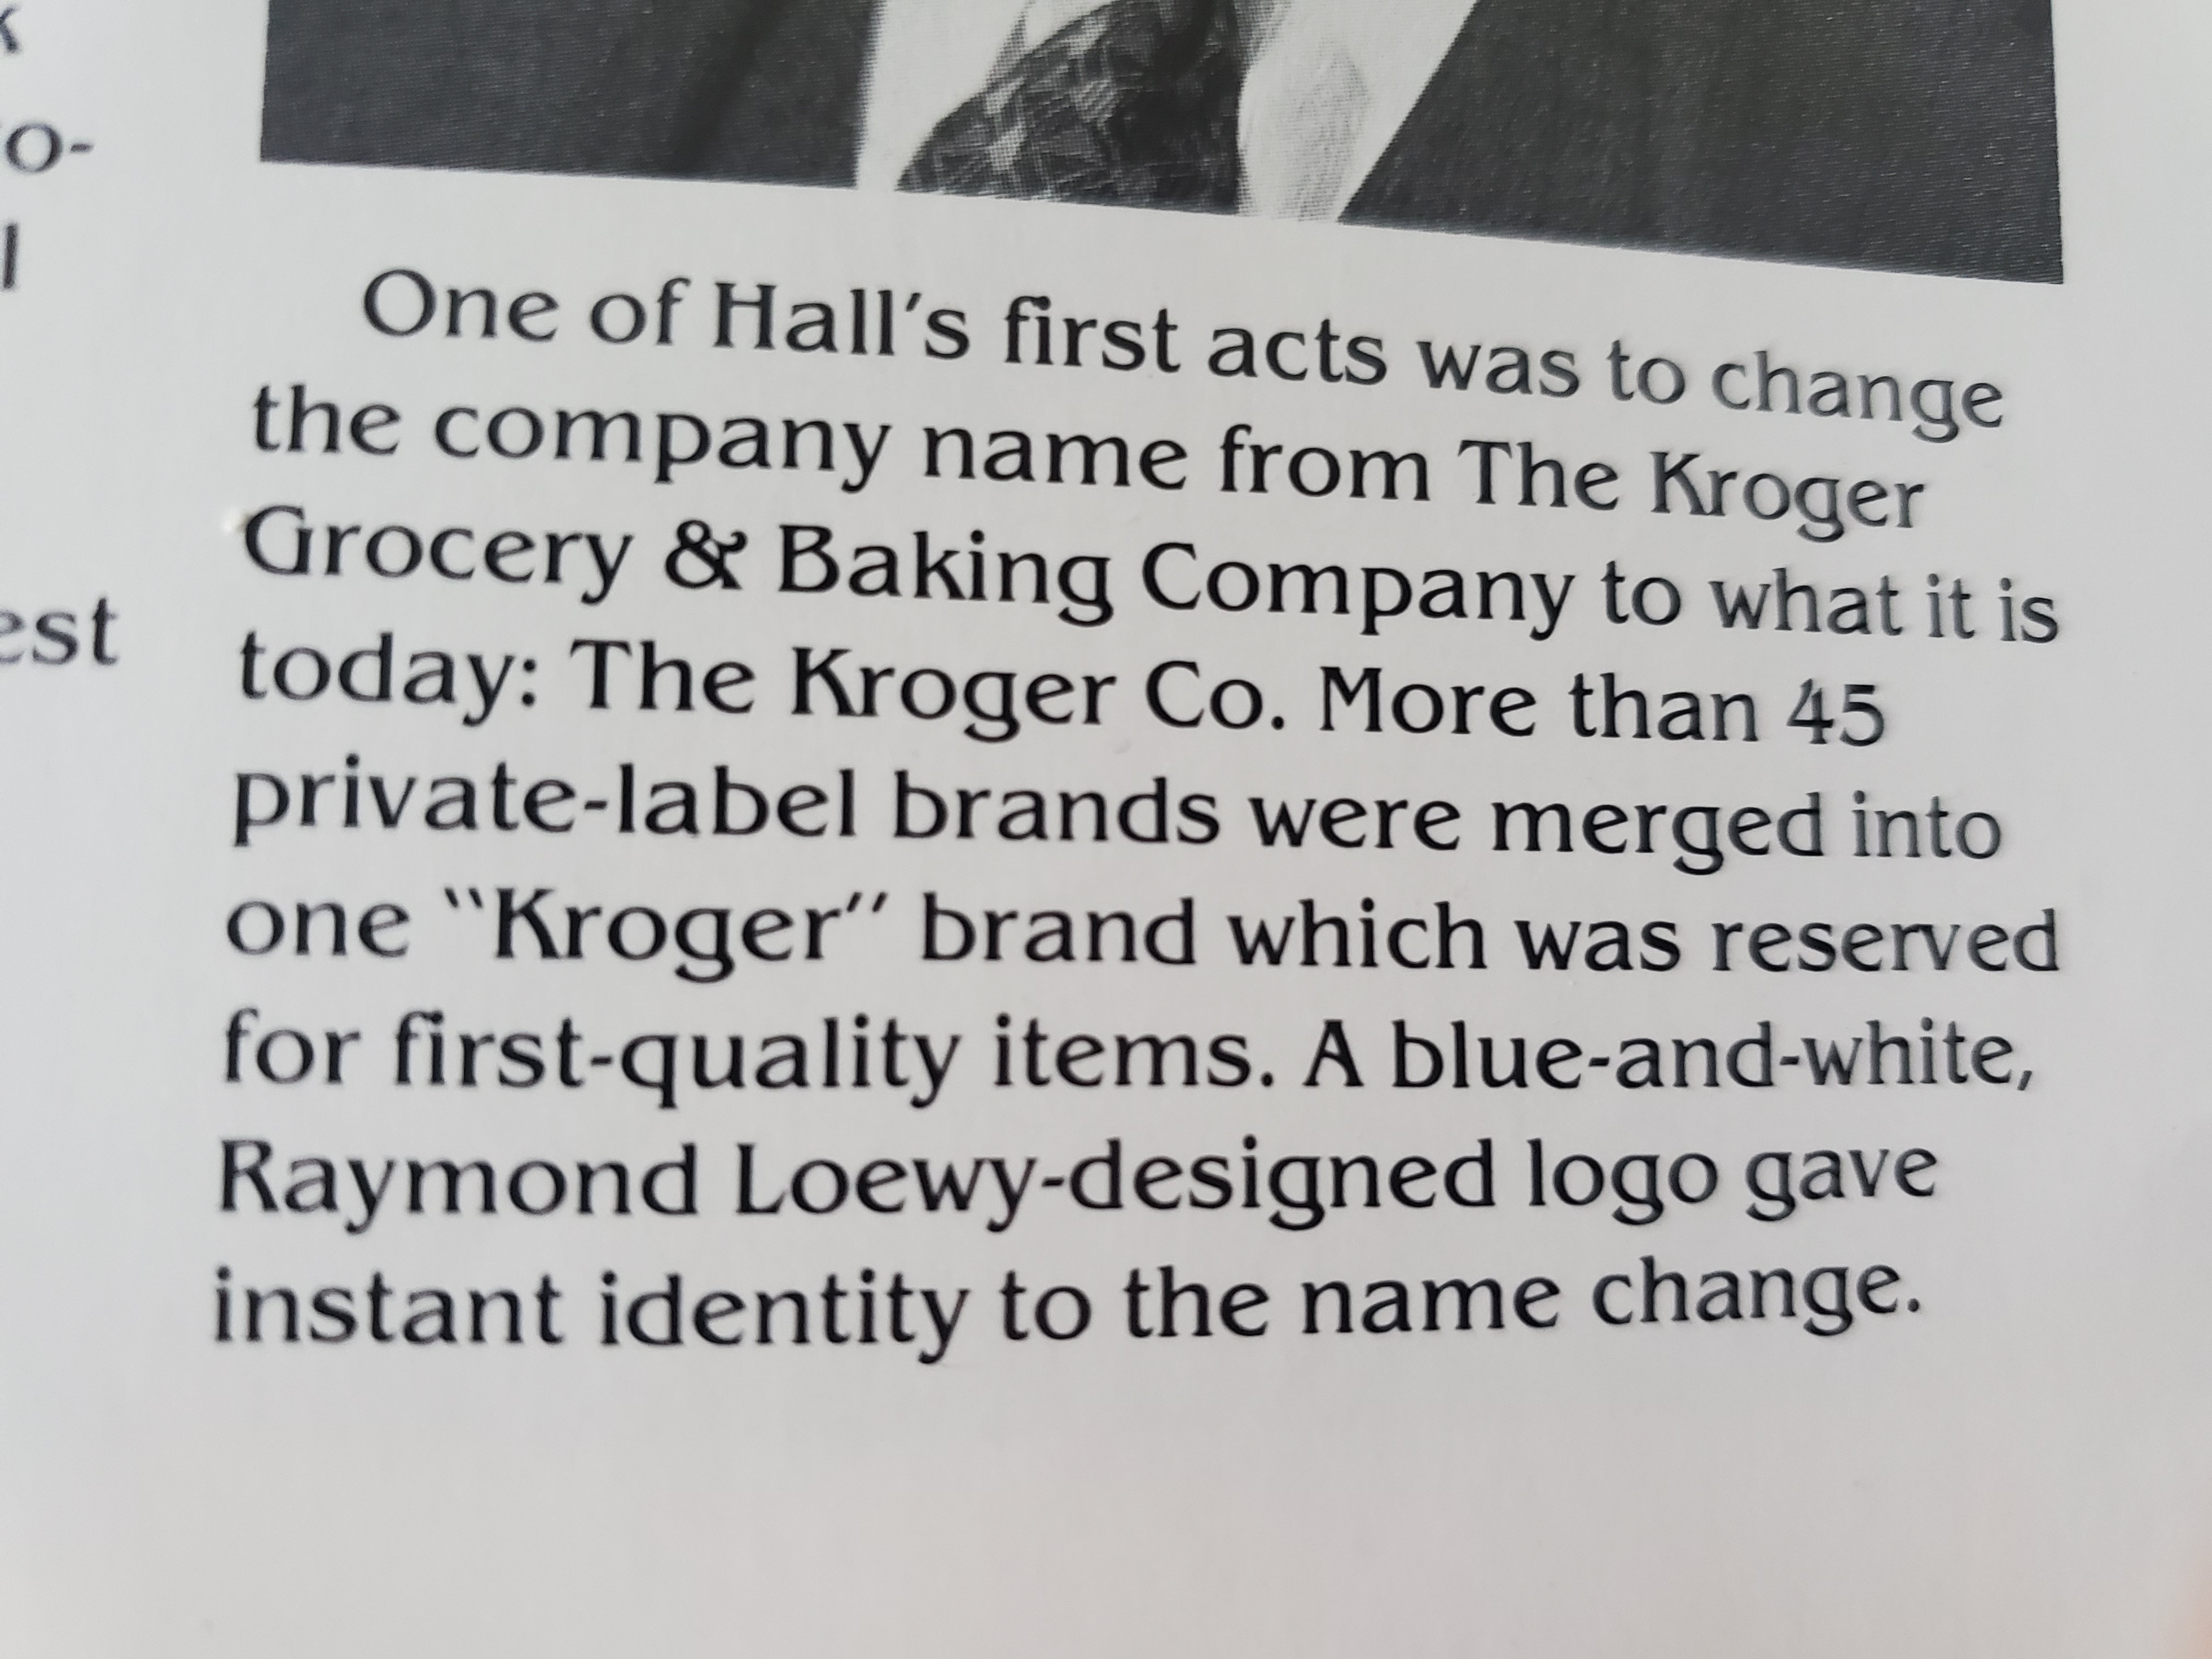 One of Hall's first acts was to change
the company name from The Kroger
Grocery & Baking Company to what it is
today: The Kroger Co. More than 45
private-label brands were merged into
one "Kroger" brand which was reserved
for first-quality items. A blue-and-white,
Raymond Loewy-designed logo gave
instant identity to the name change.